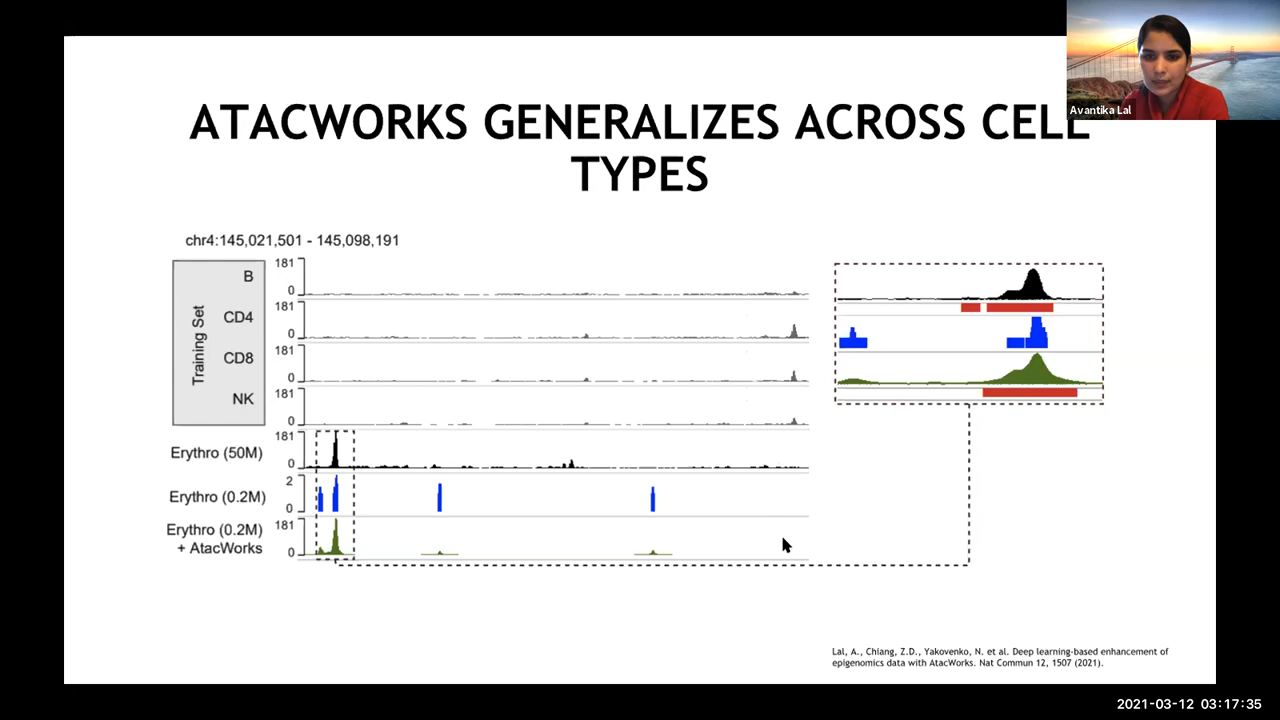 Avantika Lal
ATACWORKS GENERALIZES ACROSS CELL
TYPES
chr4:145,021,501 - 145,098,191
Training Set
B
181
0
CD4
181
0
CD8
181
0
NK
181
Erythro (50M)
181
0
Erythro (0.2M)
2
0
Erythro (0.2M)
+ AtacWorks
181
0
Lal, A., Chiang, Z.D., Yakovenko, N. et al. Deep learning-based enhancement of
epigenomics data with AtacWorks. Nat Commun 12, 1507 (2021).
2021-03-12 03:17:35